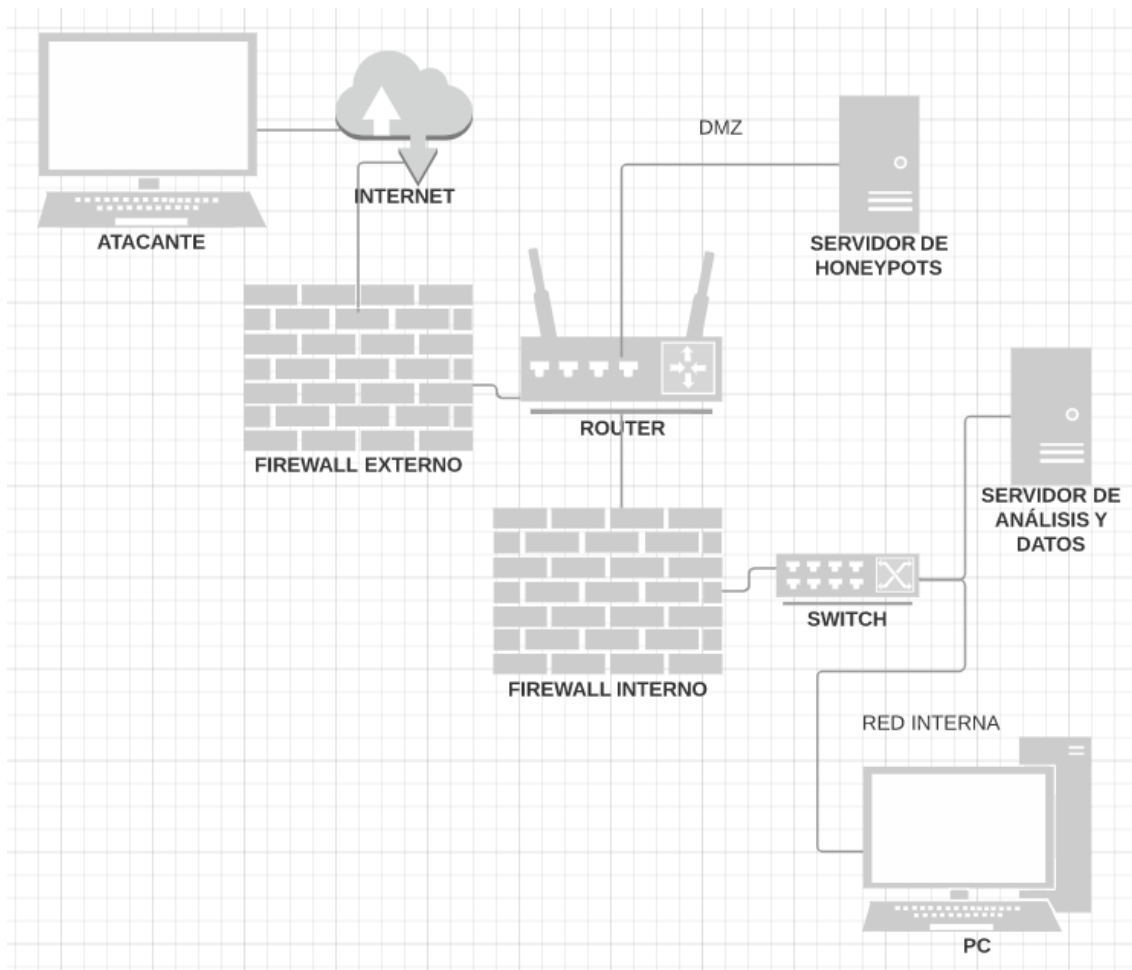 DMZ
INTERNET
ATACANTE
SERVIDOR DE
HONEYPOTS
ROUTER
FIREWALL EXTERNO
SERVIDOR DE
ANÁLISIS Y
DATOS
SWITCH
FIREWALL INTERNO
RED INTERNA
PC